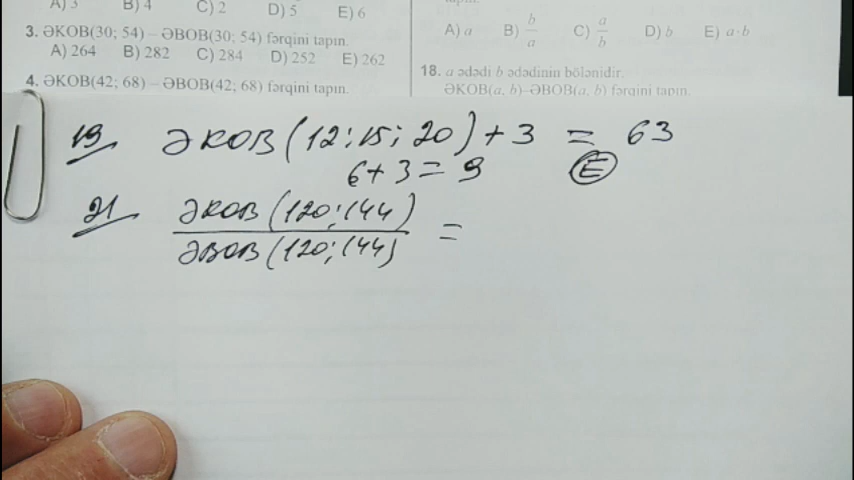 A) 3 B) 4 C) 2 D) 5 E) 6
3. ƏKOB(30; 54) – ƏBOB(30; 54) fərqini tapın.
A) 264 B) 282 C) 284 D) 252 E) 262
4. ƏKOB(42; 68) – ƏBOB(42; 68) fərqini tapın.
A) a B) b/a C) a/b D) b E) a·b
18. a ədədi b ədədinin bölənidir.
ƏKOB(a, b)–ƏBOB(a, b) fərqini tapın.
19 ƏKOB(12; 15; 20) + 3 = 63
6 + 3 = 9 E
21 ƏKOB(120; 144)
ƏBOB(120; 144) =